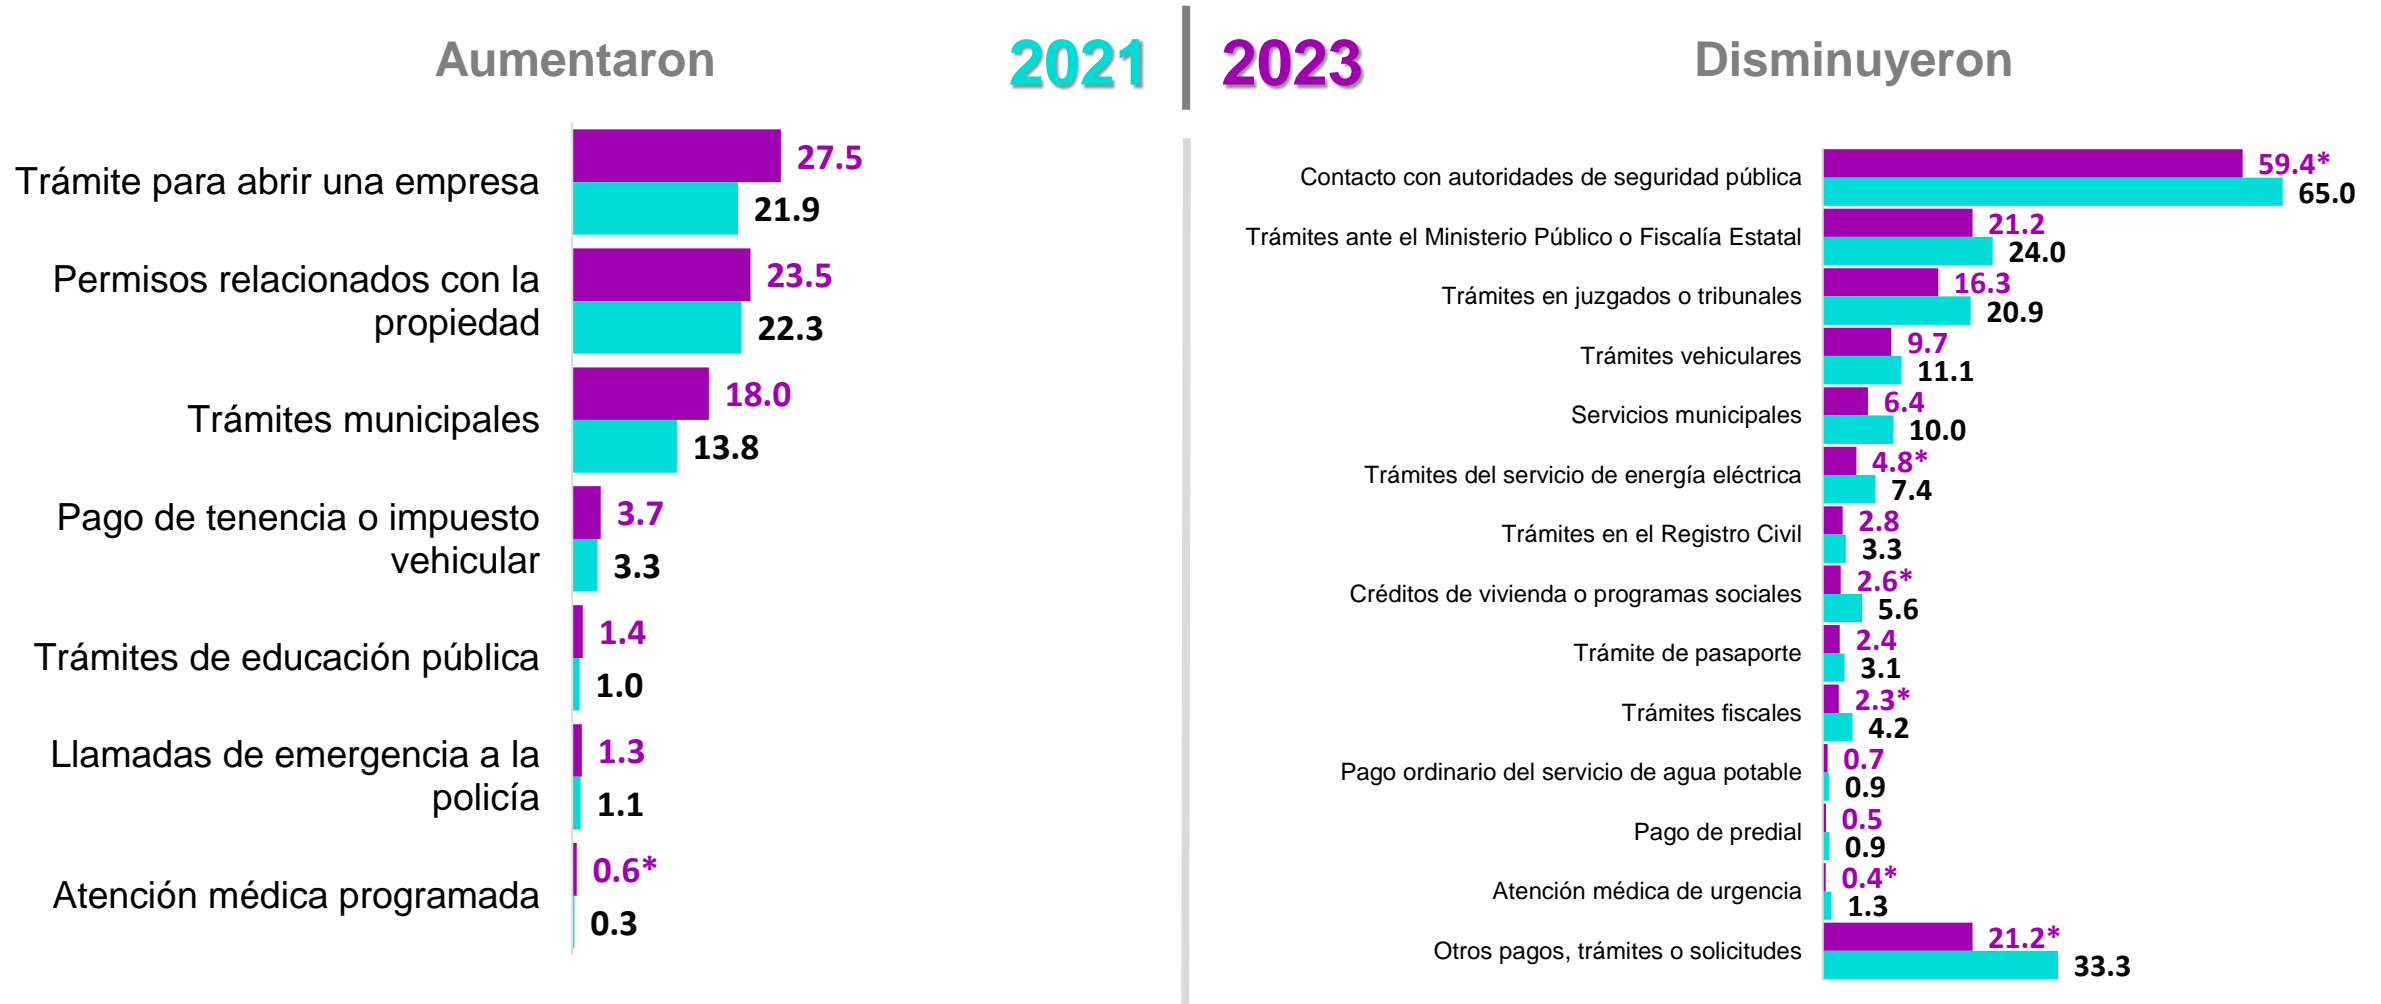 Aumentaron
2021
2023
Disminuyeron
Trámite para abrir una empresa
27.5
21.9
Permisos relacionados con la
propiedad
23.5
22.3
Trámites municipales
18.0
13.8
Pago de tenencia o impuesto
vehicular
3.7
3.3
Trámites de educación pública
1.4
1.0
Llamadas de emergencia a la
policía
1.3
1.1
Atención médica programada
0.6*
0.3
Contacto con autoridades de seguridad pública
59.4*
65.0
Trámites ante el Ministerio Público o Fiscalía Estatal
21.2
24.0
Trámites en juzgados o tribunales
16.3
20.9
Trámites vehiculares
9.7
11.1
Servicios municipales
6.4
10.0
Trámites del servicio de energía eléctrica
4.8*
7.4
Trámites en el Registro Civil
2.8
3.3
Créditos de vivienda o programas sociales
2.6*
5.6
Trámite de pasaporte
2.4
3.1
Trámites fiscales
2.3*
4.2
Pago ordinario del servicio de agua potable
0.7
0.9
Pago de predial
0.5
0.9
Atención médica de urgencia
0.4*
1.3
Otros pagos, trámites o solicitudes
21.2*
33.3